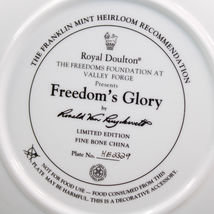 THE FRANKLIN MINT HEIRLOOM RECOMMENDATION
Royal Doulton®
THE FREEDOMS FOUNDATION AT
VALLEY FORGE
Presents
Freedom's Glory
by
LIMITED EDITION
FINE BONE CHINA
Plate No.
NOT FOR FOOD USE — FOOD CONSUMED FROM THIS
PLATE MAY BE HARMFUL. THIS IS A DECORATIVE ACCESSORY.